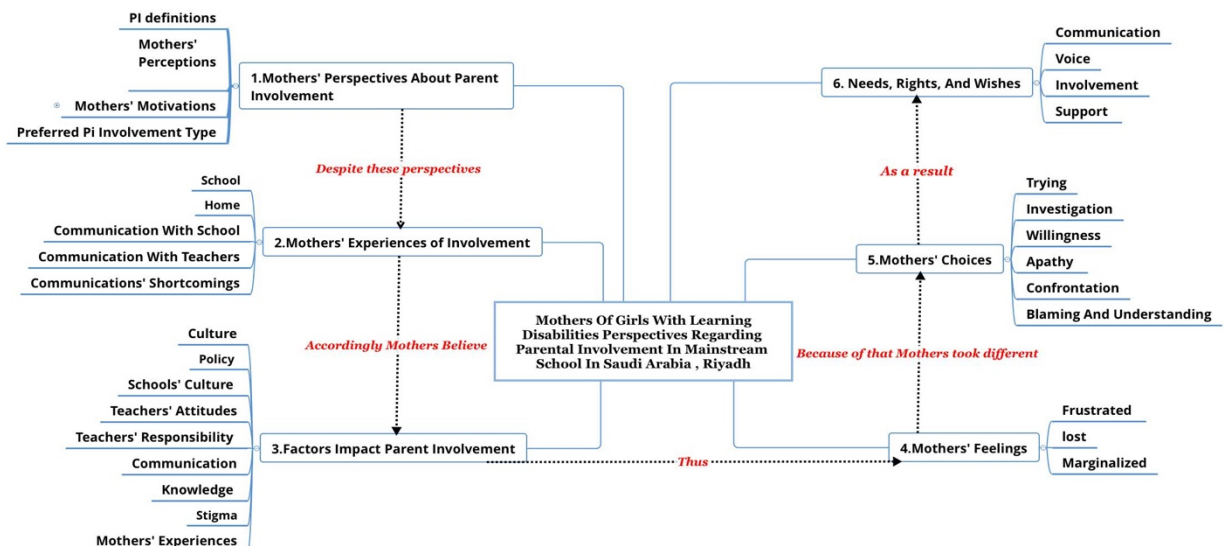 PI definitions
Mothers'
Perceptions
Mothers' Motivations
Preferred Pi Involvement Type
1.Mothers' Perspectives About Parent
Involvement
Despite these perspectives
School
Home
Communication With School
Communication With Teachers
Communications' Shortcomings
2.Mothers' Experiences of Involvement
Accordingly Mothers Believe
Culture
Policy
Schools' Culture
Teachers' Attitudes
Teachers' Responsibility
Communication
Knowledge
Stigma
Mothers' Experiences
3.Factors Impact Parent Involvement
Thus
Mothers Of Girls With Learning
Disabilities Perspectives Regarding
Parental Involvement In Mainstream
School In Saudi Arabia , Riyadh
6. Needs, Rights, And Wishes
Communication
Voice
Involvement
Support
As a result
5.Mothers' Choices
Trying
Investigation
Willingness
Apathy
Confrontation
Blaming And Understanding
Because of that Mothers took different
4.Mothers' Feelings
Frustrated
lost
Marginalized